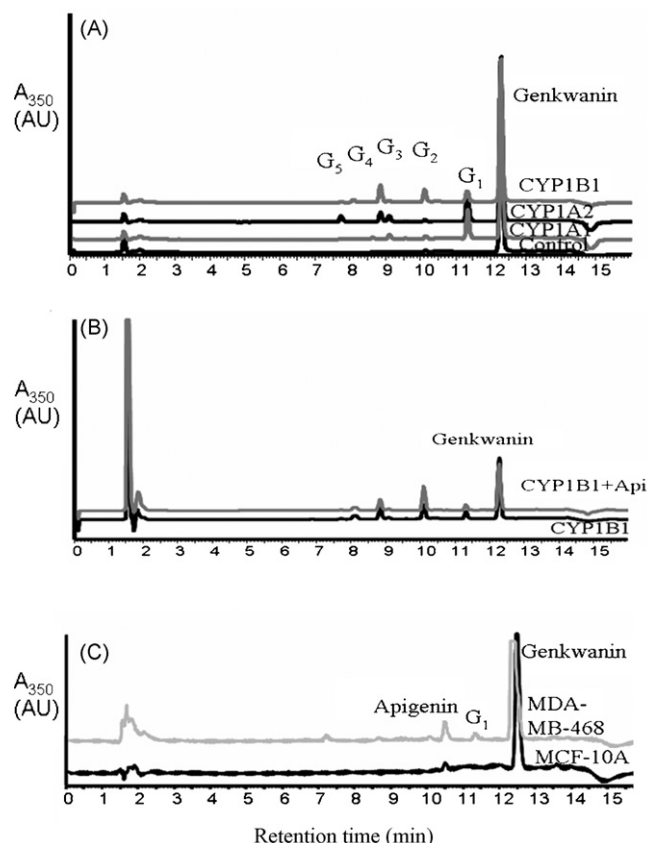 (A)
A350
(AU)
Genkwanin
G5 G4 G3 G2 G1
CYP1B1
CYP1A2
CYP1A1
Control
0 1 2 3 4 5 6 7 8 9 10 11 12 13 14 15
(B)
A350
(AU)
Genkwanin
CYP1B1+Api
CYP1B1
0 1 2 3 4 5 6 7 8 9 10 11 12 13 14 15
(C)
A350
(AU)
Genkwanin
Apigenin
G1
MDA-
MB-468
MCF-10A
0 1 2 3 4 5 6 7 8 9 10 11 12 13 14 15
Retention time (min)